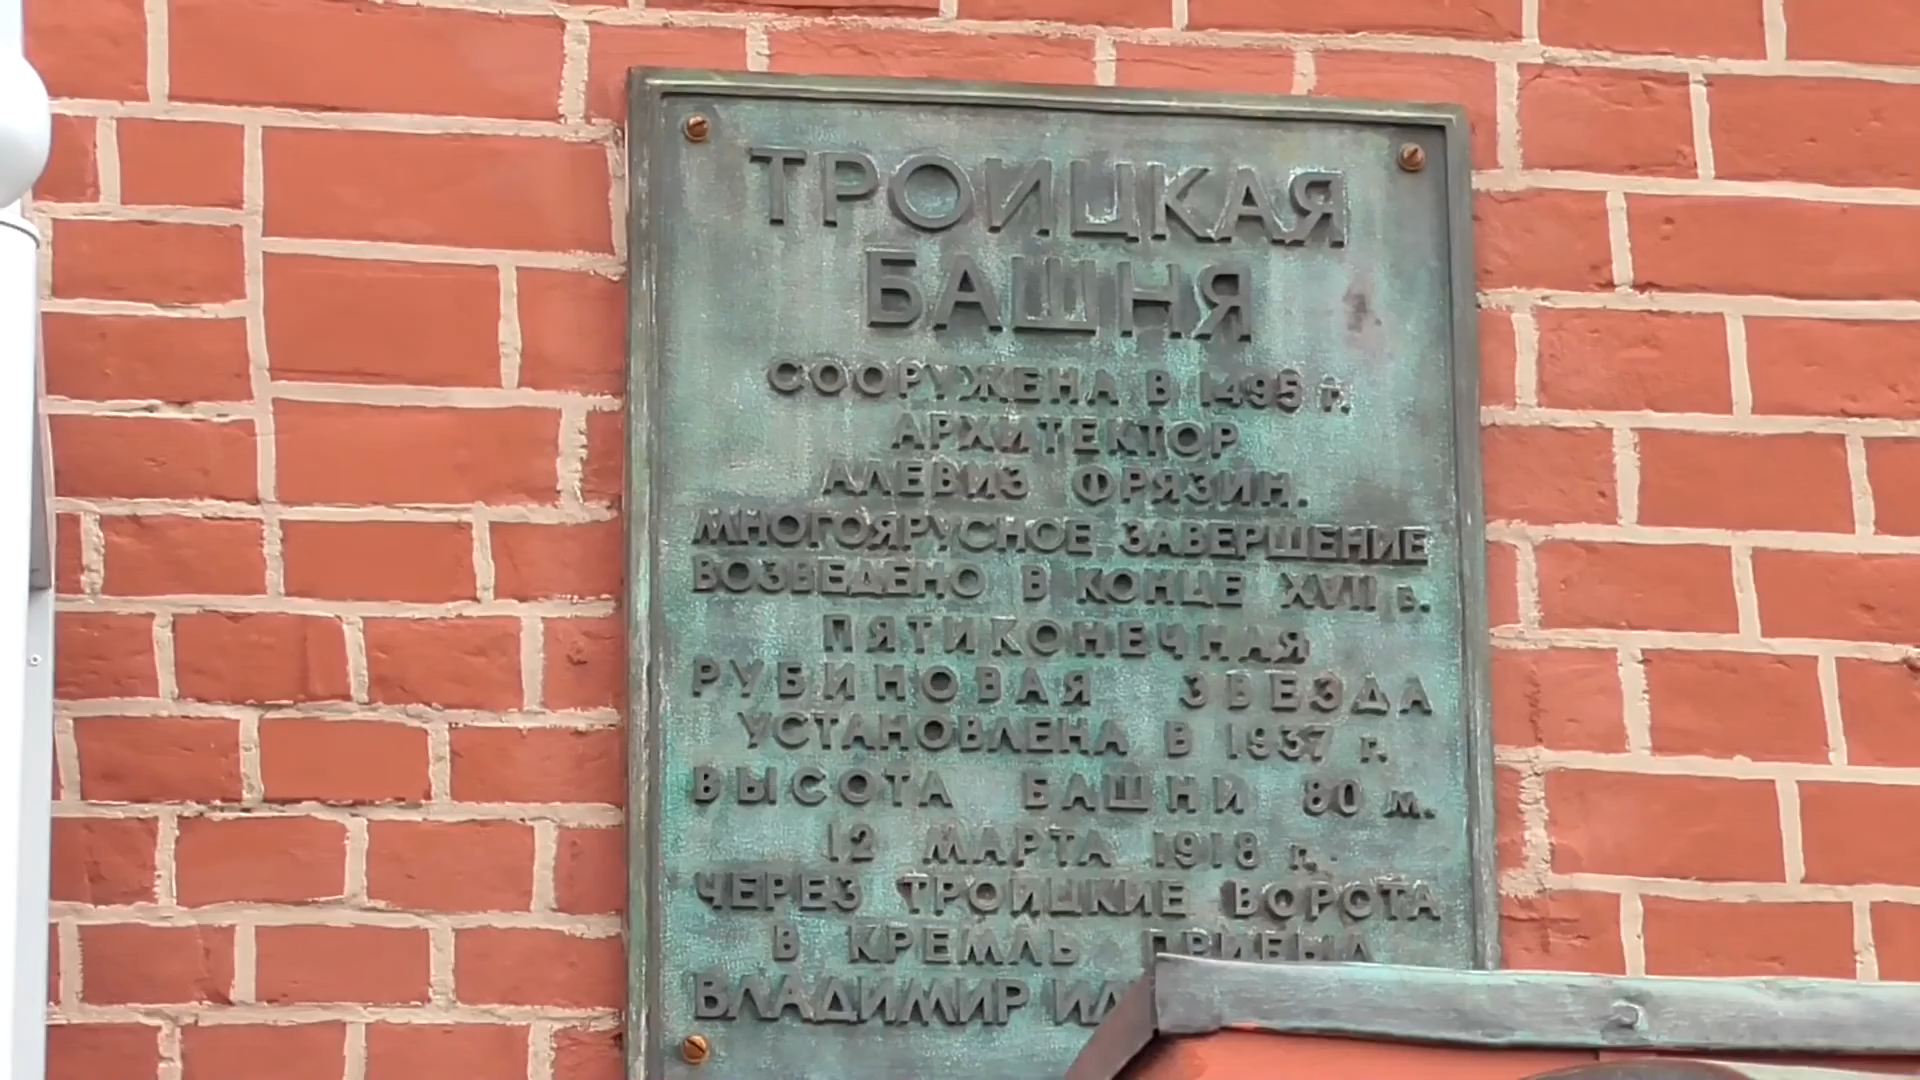 ТРОИЦКАЯ
БАШНЯ
СООРУЖЕНА В 1495 г.
АРХИТЕКТОР
АЛЕВИЗ ФРЯЗИН.
МНОГОЯРУСНОЕ ЗАВЕРШЕНИЕ
ВОЗВЕДЕНО В КОНЦЕ XVII в.
ПЯТИКОНЕЧНАЯ
РУБИНОВАЯ ЗВЕЗДА
УСТАНОВЛЕНА В 1937 г.
ВЫСОТА БАШНИ 80 м.
12 МАРТА 1918 г.
ЧЕРЕЗ ТРОИЦКИЕ ВОРОТА
В КРЕМЛЬ
ВЛАДИМИР